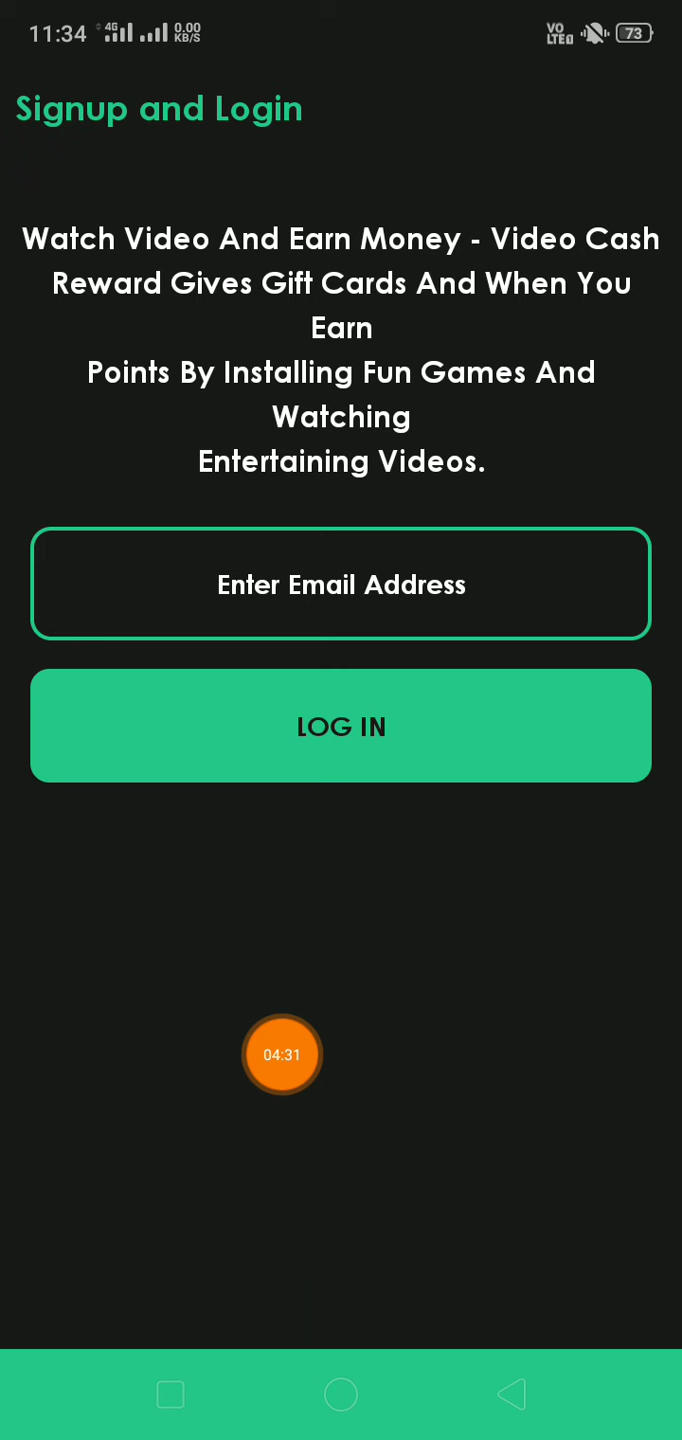 11:34 4G 0.00 KB/S VO LTE 73
Signup and Login
Watch Video And Earn Money - Video Cash
Reward Gives Gift Cards And When You
Earn
Points By Installing Fun Games And
Watching
Entertaining Videos.
Enter Email Address
LOG IN
04:31